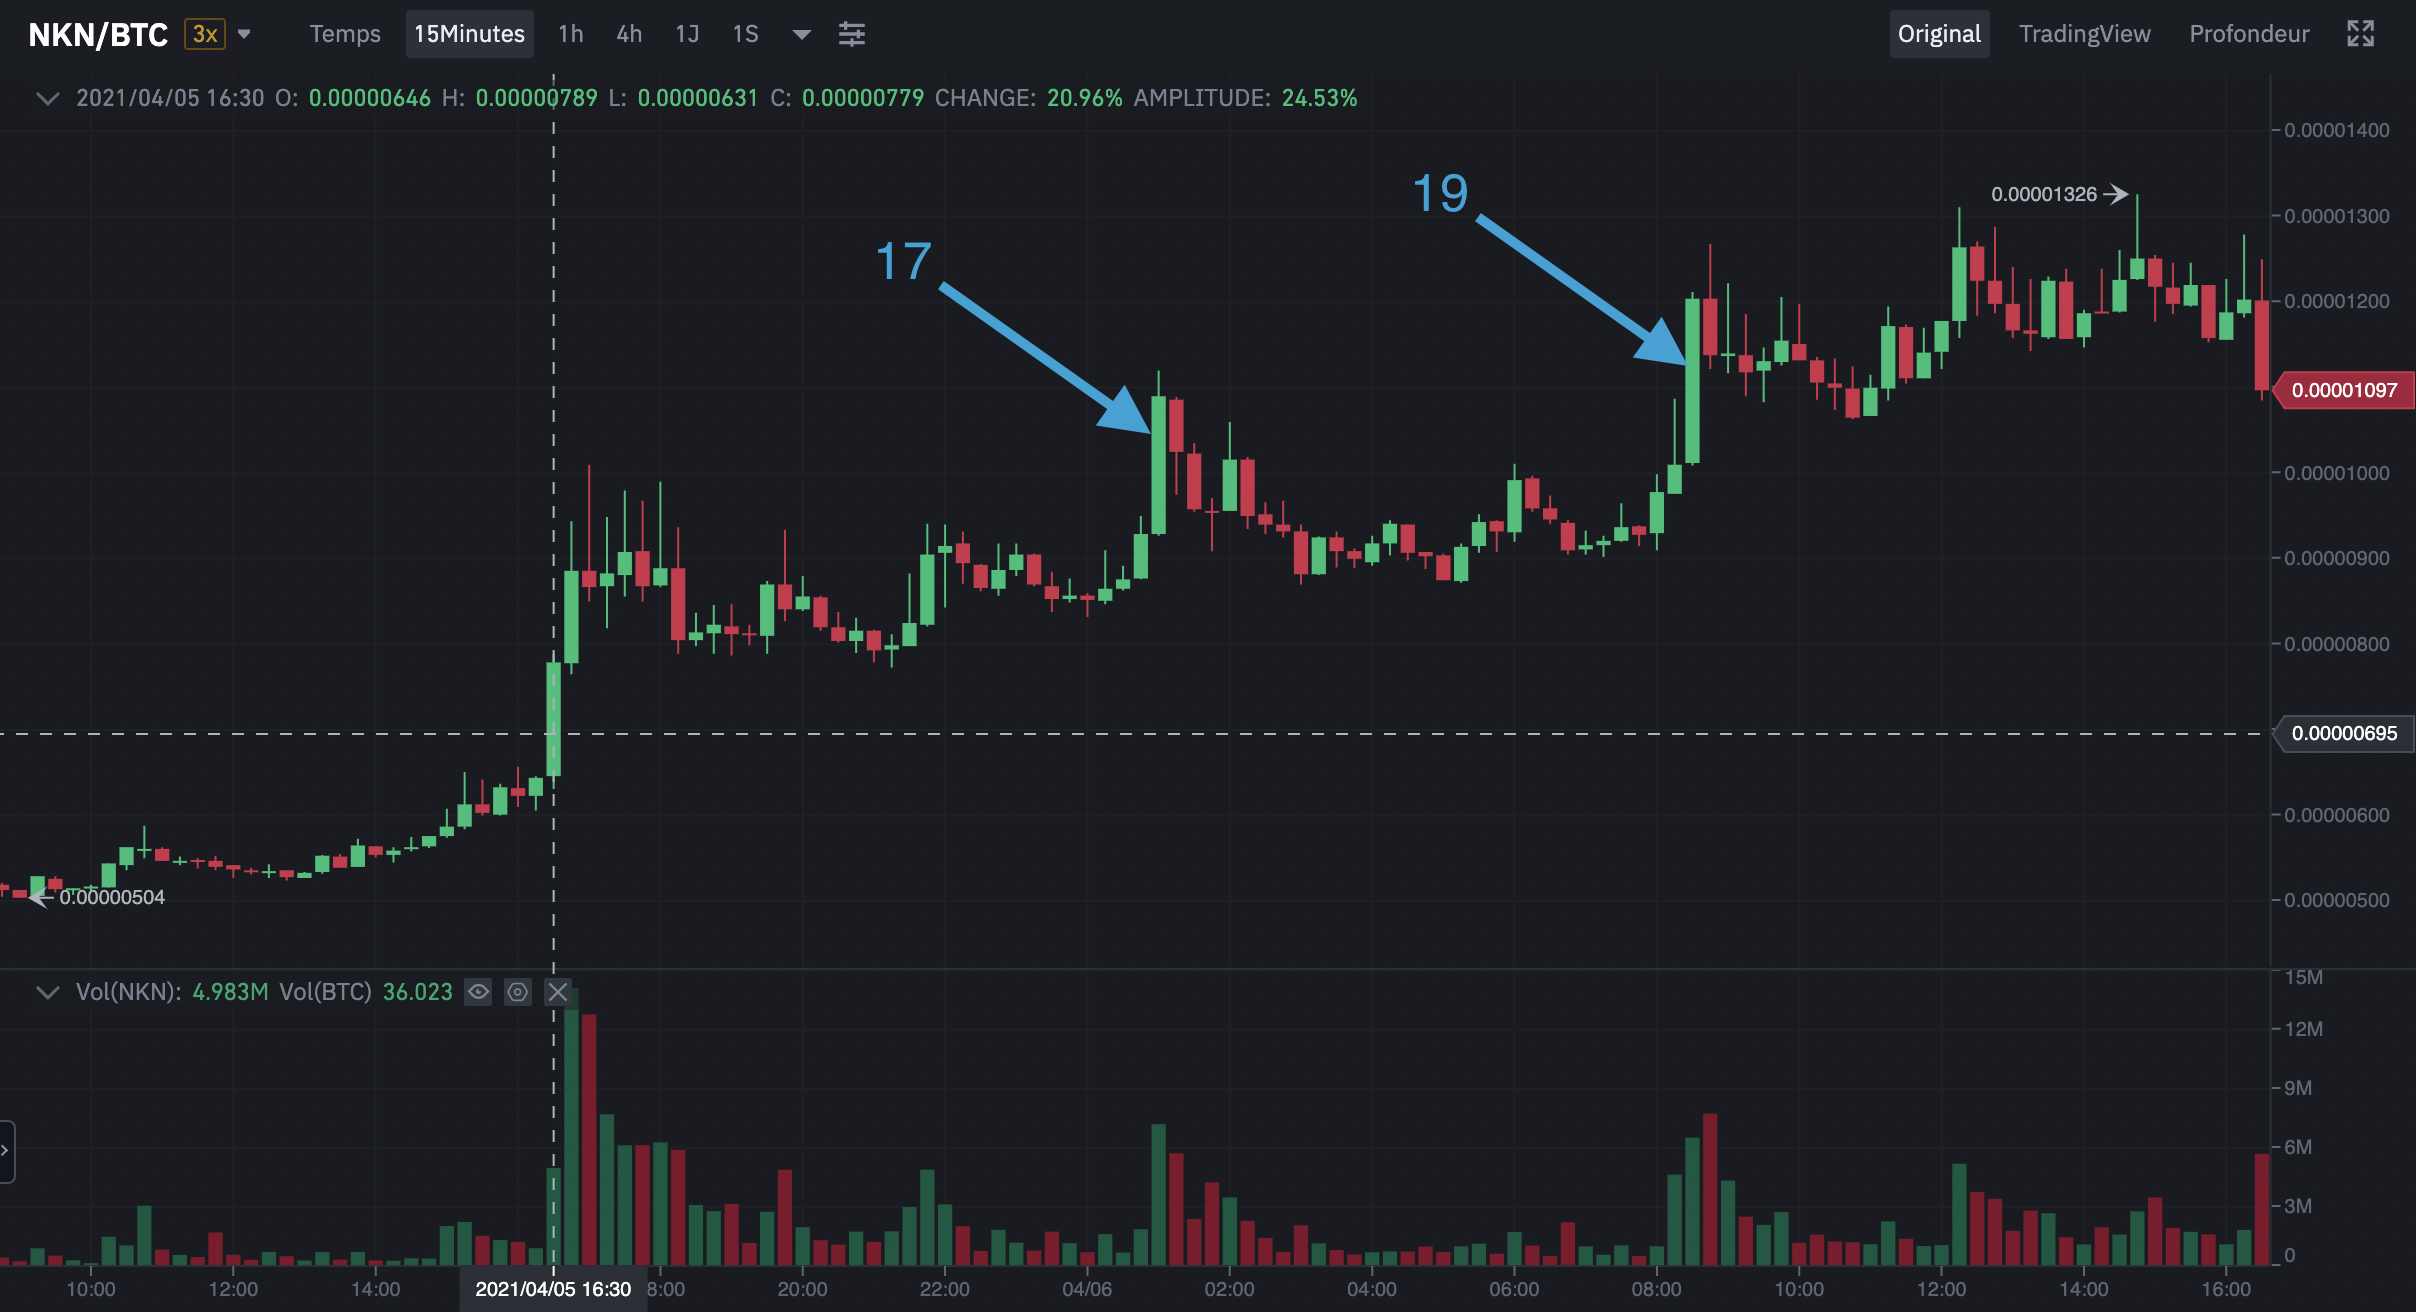 NKN/BTC 3x Temps 15Minutes 1h 4h 1J 1S Original TradingView Profondeur
2021/04/05 16:30 O: 0.00000646 H: 0.00000789 L: 0.00000631 C: 0.00000779 CHANGE: 20.96% AMPLITUDE: 24.53%
0.00001400
19
0.00001326
0.00001300
17
0.00001200
0.00001097
0.00001000
0.00000900
0.00000800
0.00000695
0.00000600
0.00000504
0.00000500
15M
Vol(NKN): 4.983M Vol(BTC) 36.023
12M
9M
6M
3M
0
10:00 12:00 14:00 2021/04/05 16:30 8:00 20:00 22:00 04/06 02:00 04:00 06:00 08:00 10:00 12:00 14:00 16:00